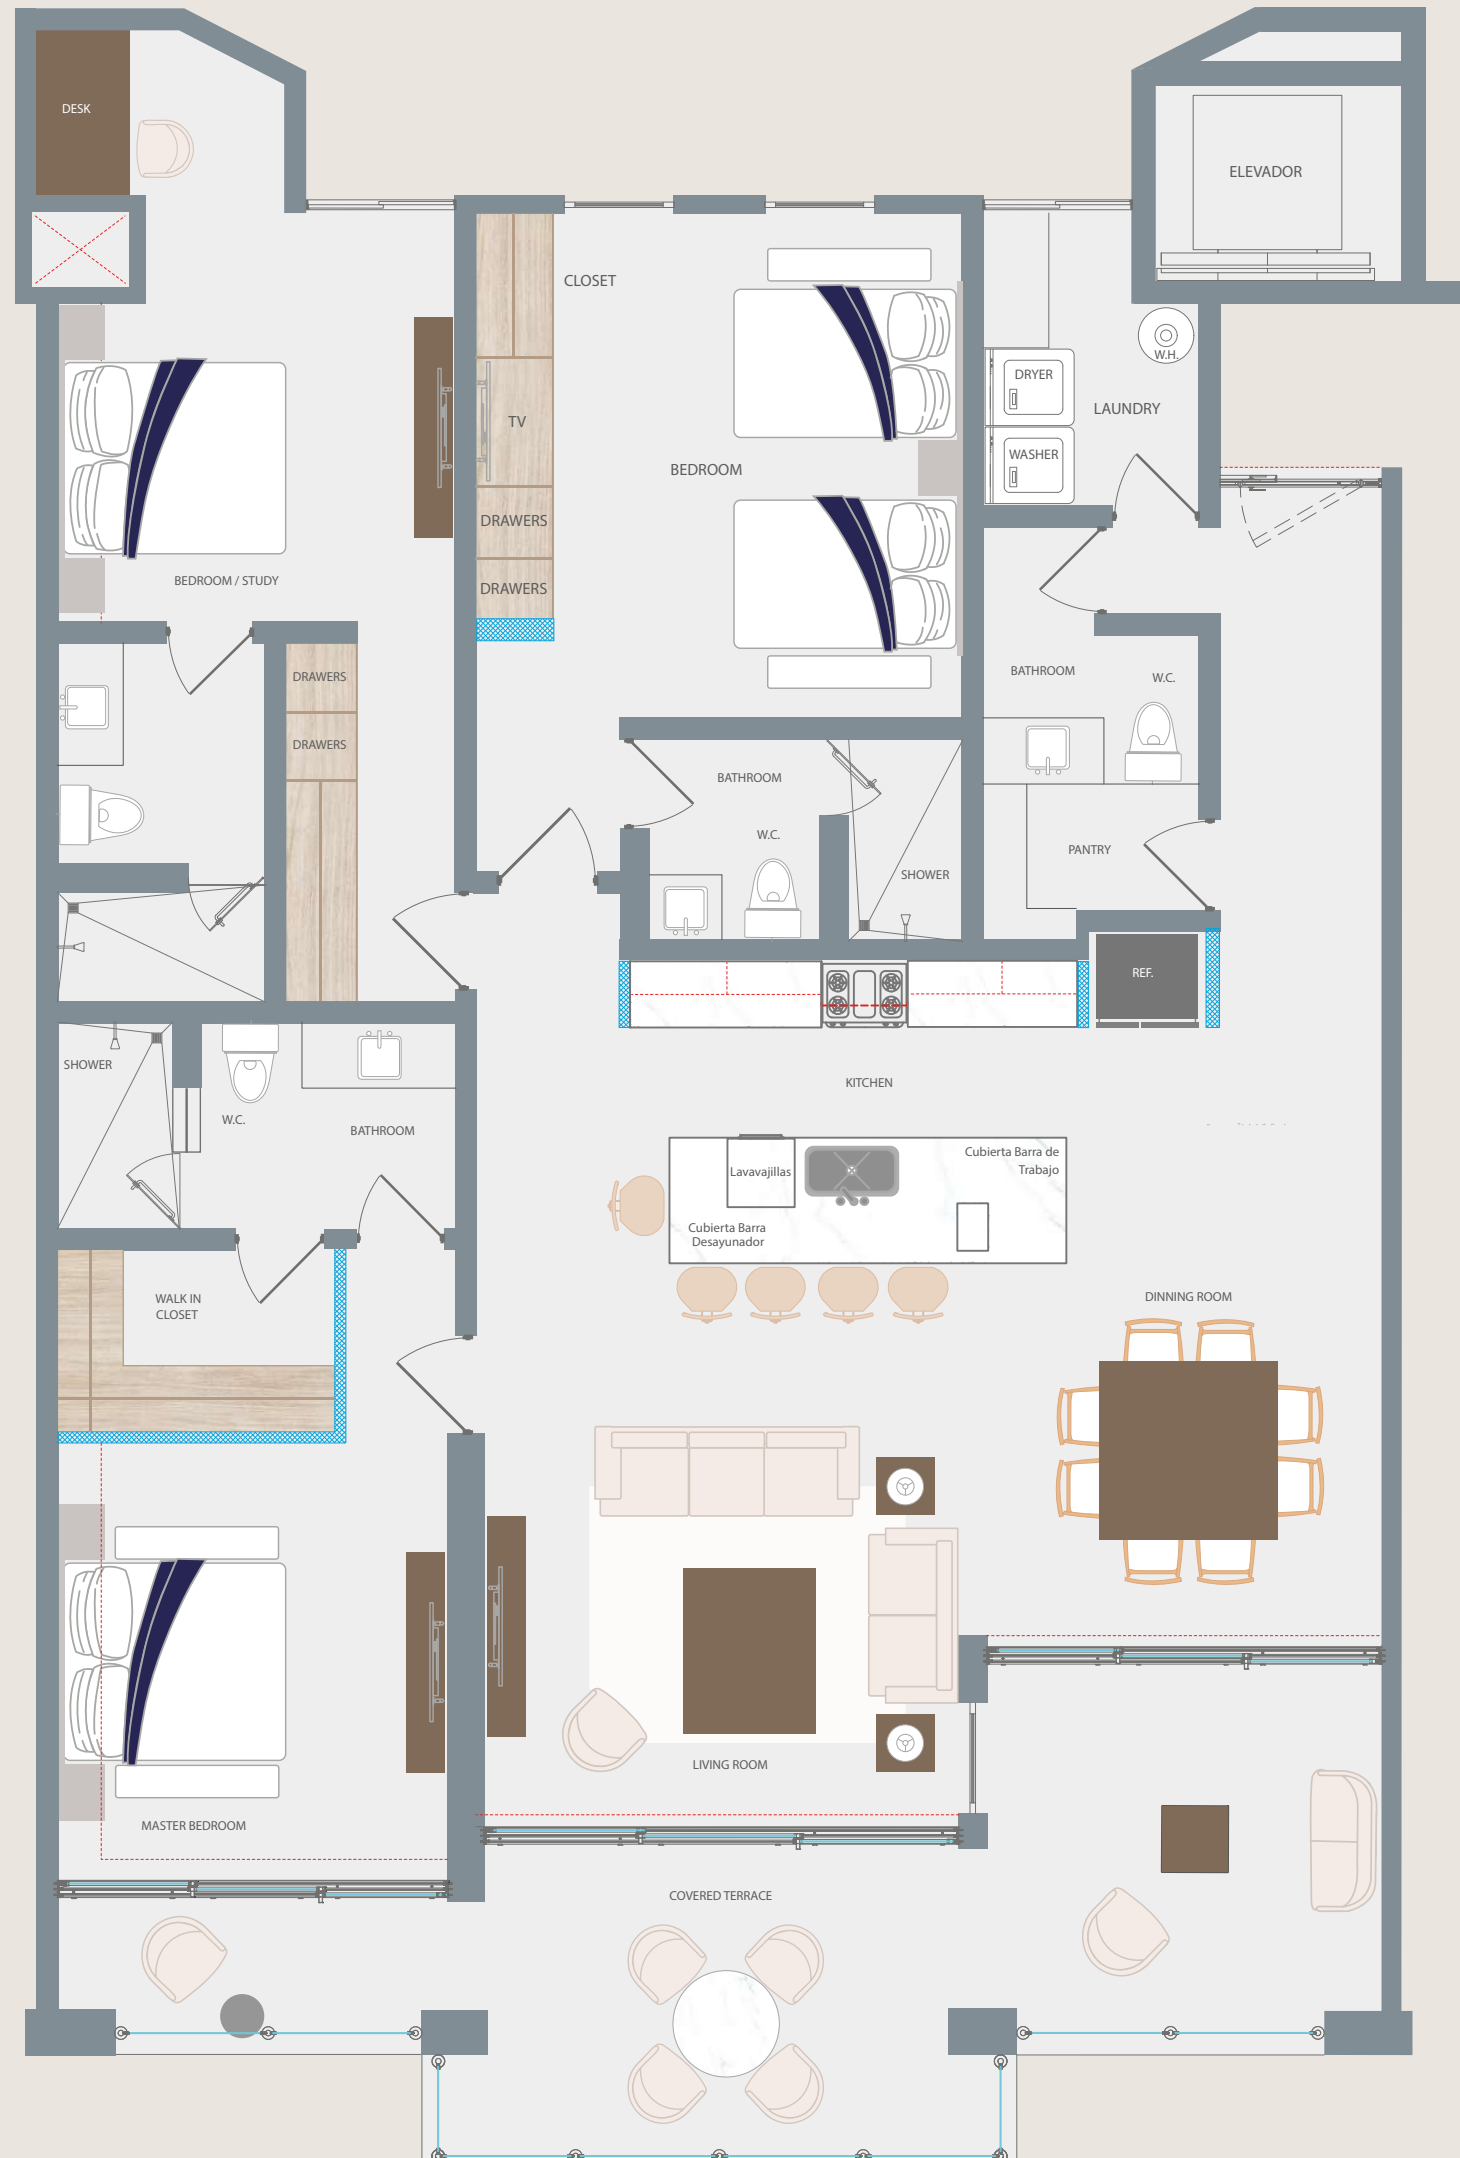 DESK
ELEVADOR
CLOSET
W.H.
DRYER
LAUNDRY
TV
WASHER
BEDROOM
DRAWERS
BEDROOM / STUDY
DRAWERS
BATHROOM
W.C.
DRAWERS
DRAWERS
BATHROOM
W.C.
PANTRY
SHOWER
REF.
SHOWER
KITCHEN
W.C.
BATHROOM
Lavavajillas
Cubierta Barra de
Trabajo
Cubierta Barra
Desayunador
WALK IN
CLOSET
DINNING ROOM
LIVING ROOM
MASTER BEDROOM
COVERED TERRACE